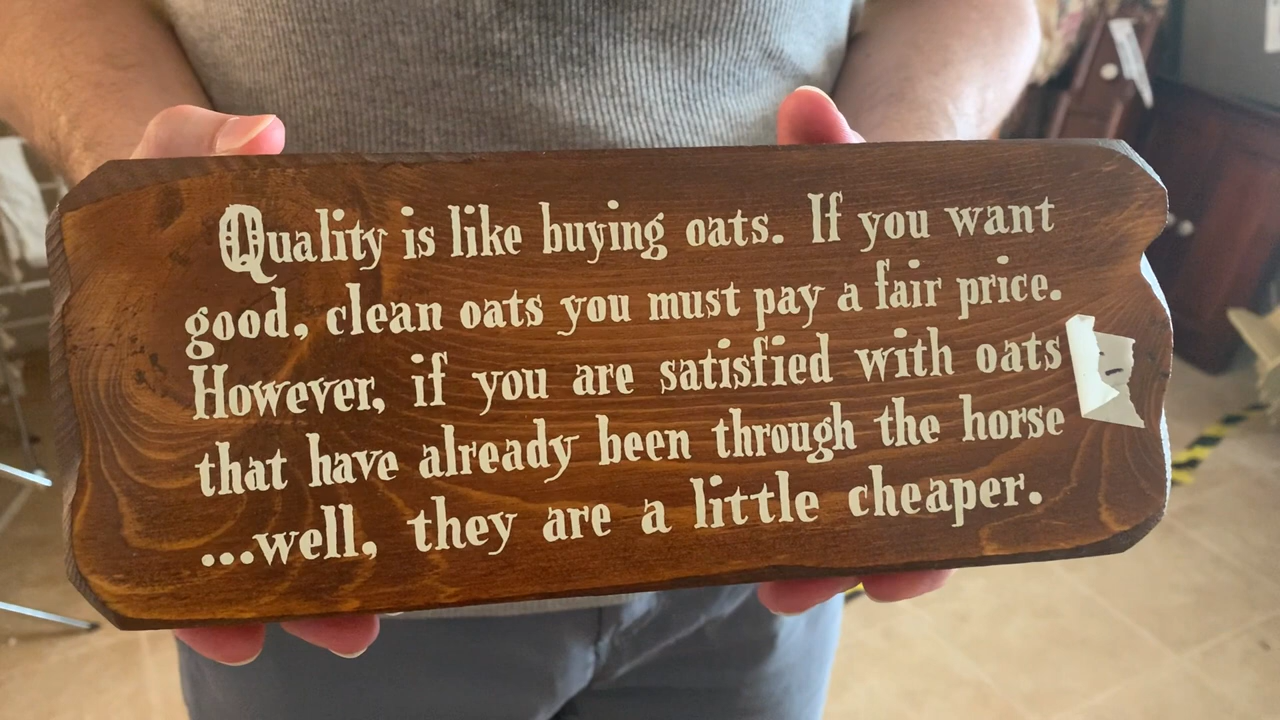 Quality is like buying oats. If you want
good, clean oats you must pay a fair price.
However, if you are satisfied with oats
that have already been through the horse
...well, they are a little cheaper.